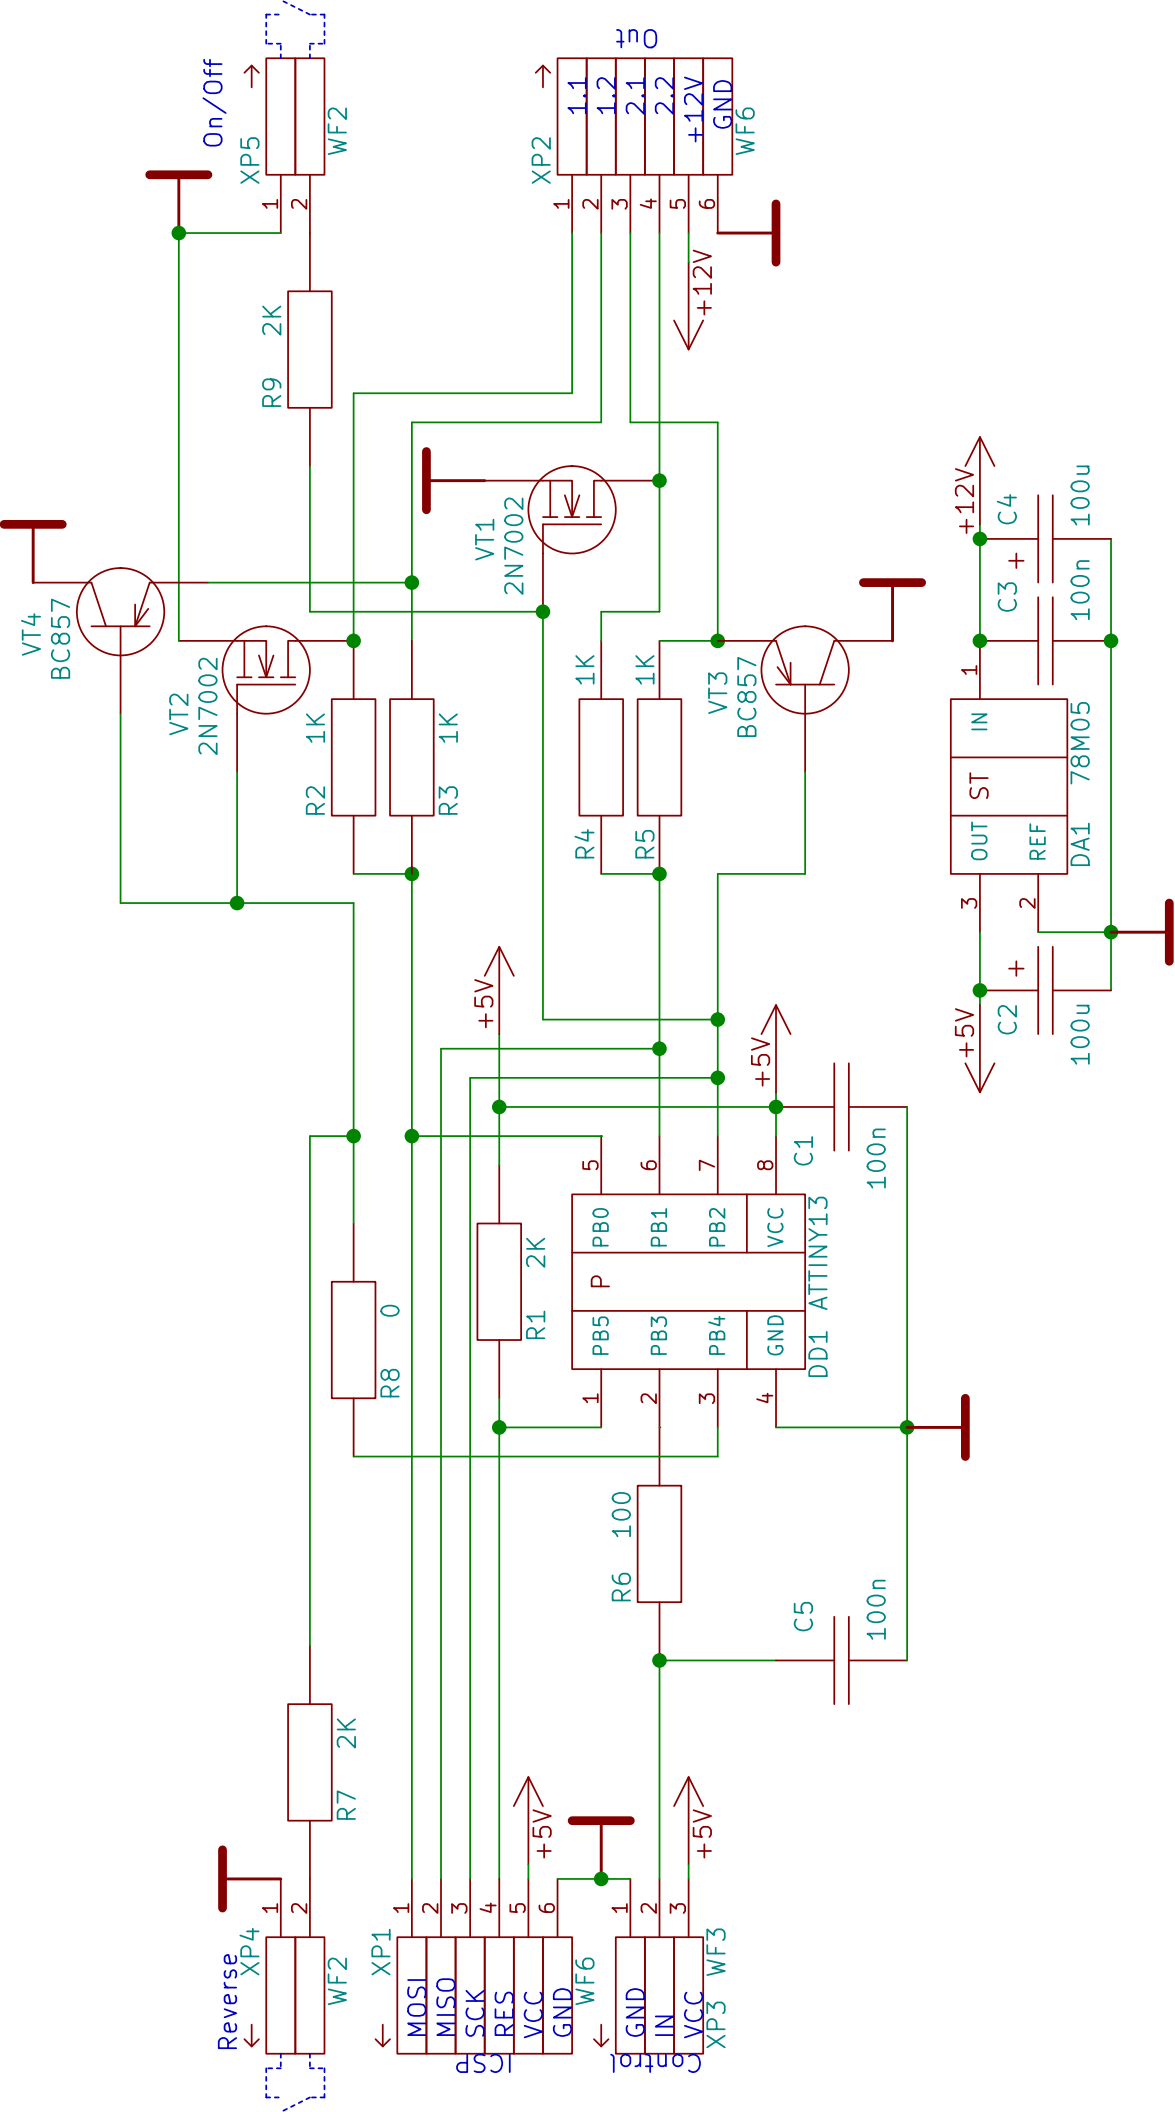 Out
On/Off
XP5
WF2
1
2
XP2
1.1
1.2
2.1
2.2
+12V
GND
WF6
1
2
3
4
5
6
+12V
R9
2K
VT4
BC857
VT2
2N7002
VT1
2N7002
R2
1K
R3
1K
R4
1K
R5
1K
VT3
BC857
+12V
C4
100u
+
C3
100n
1
IN
ST
OUT
REF
78M05
DA1
3
2
+
C2
100u
+5V
+5V
+5V
C1
100n
5
6
7
8
PB0
PB1
PB2
VCC
P
PB5
PB3
PB4
GND
DD1
ATTINY13
1
2
3
4
R1
2K
R8
0
R6
100
C5
100n
R7
2K
Reverse
XP4
WF2
1
2
XP1
MOSI
MISO
SCK
RES
VCC
GND
WF6
1
2
3
4
5
6
+5V
ICSP
XP3
WF3
GND
IN
VCC
1
2
3
+5V
Control